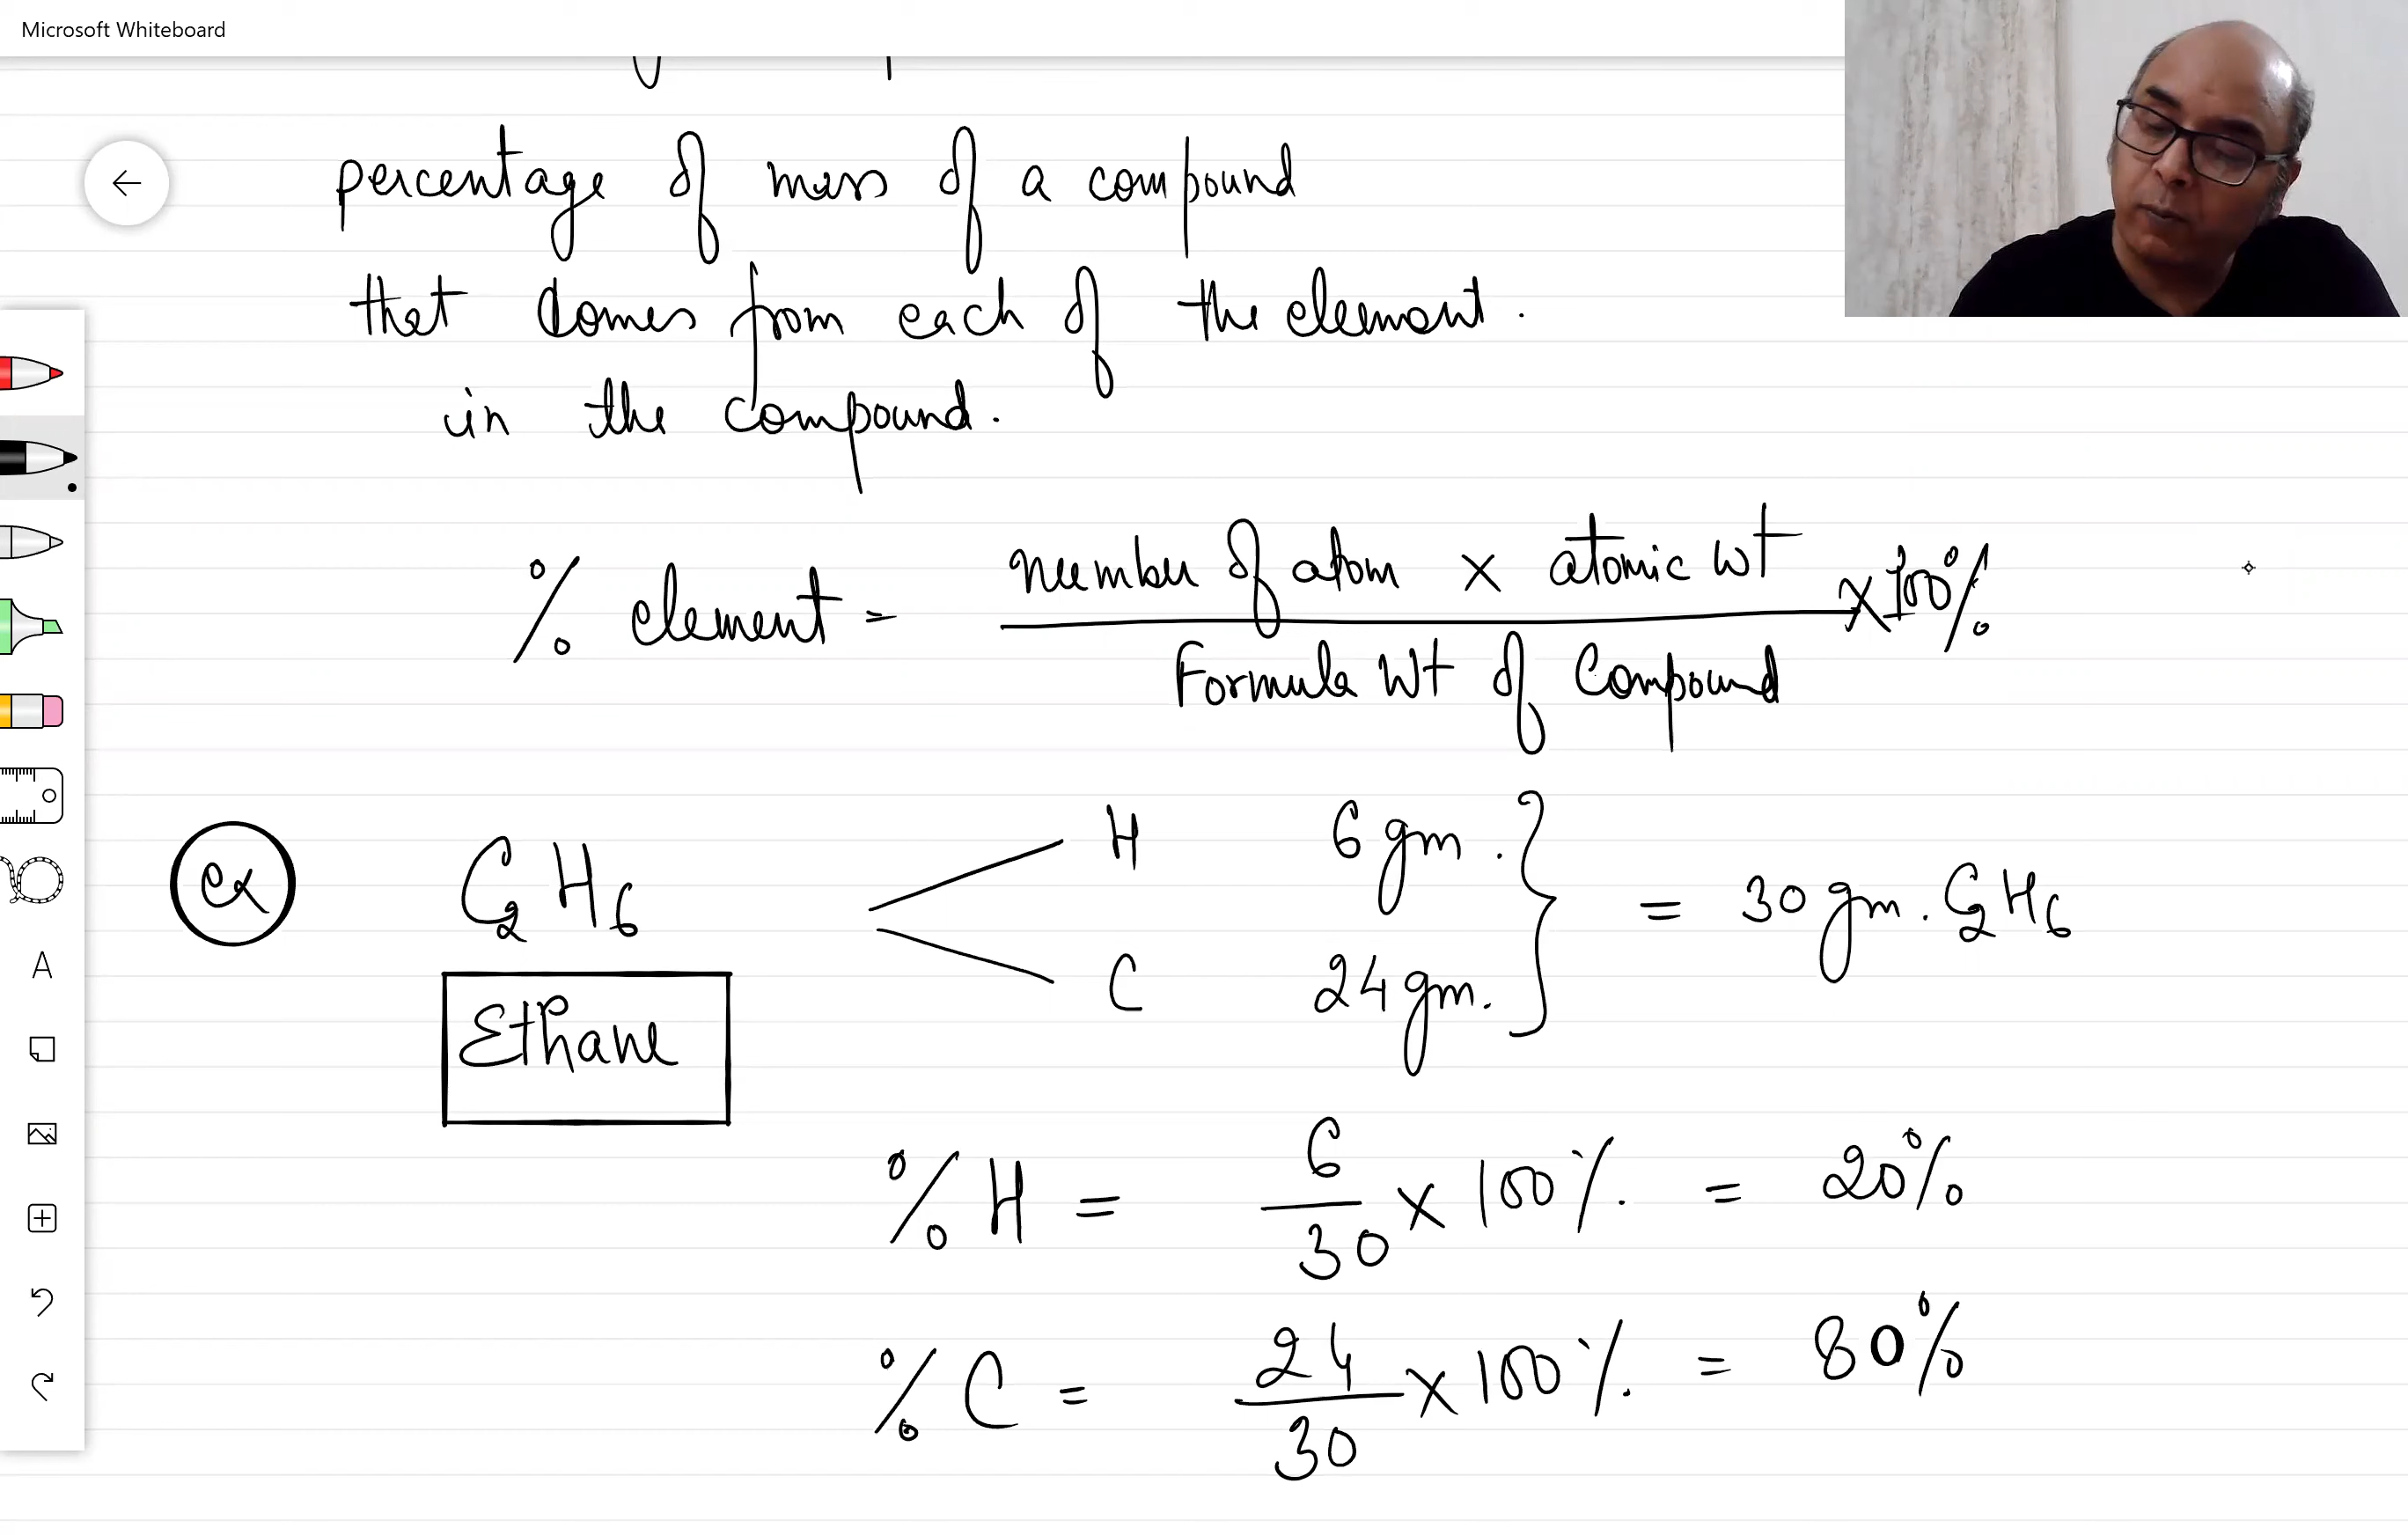 Microsoft Whiteboard
percentage of mass of a compound
that comes from each of the element.
in the compound.
% element = number of atom × atomic wt × 100%
Formula Wt of Compound
ex C2H6 H 6 gm.
C 24 gm. = 30 gm. C2H6
Ethane
% H = 6/30 × 100% = 20%
% C = 24/30 × 100% = 80%
A